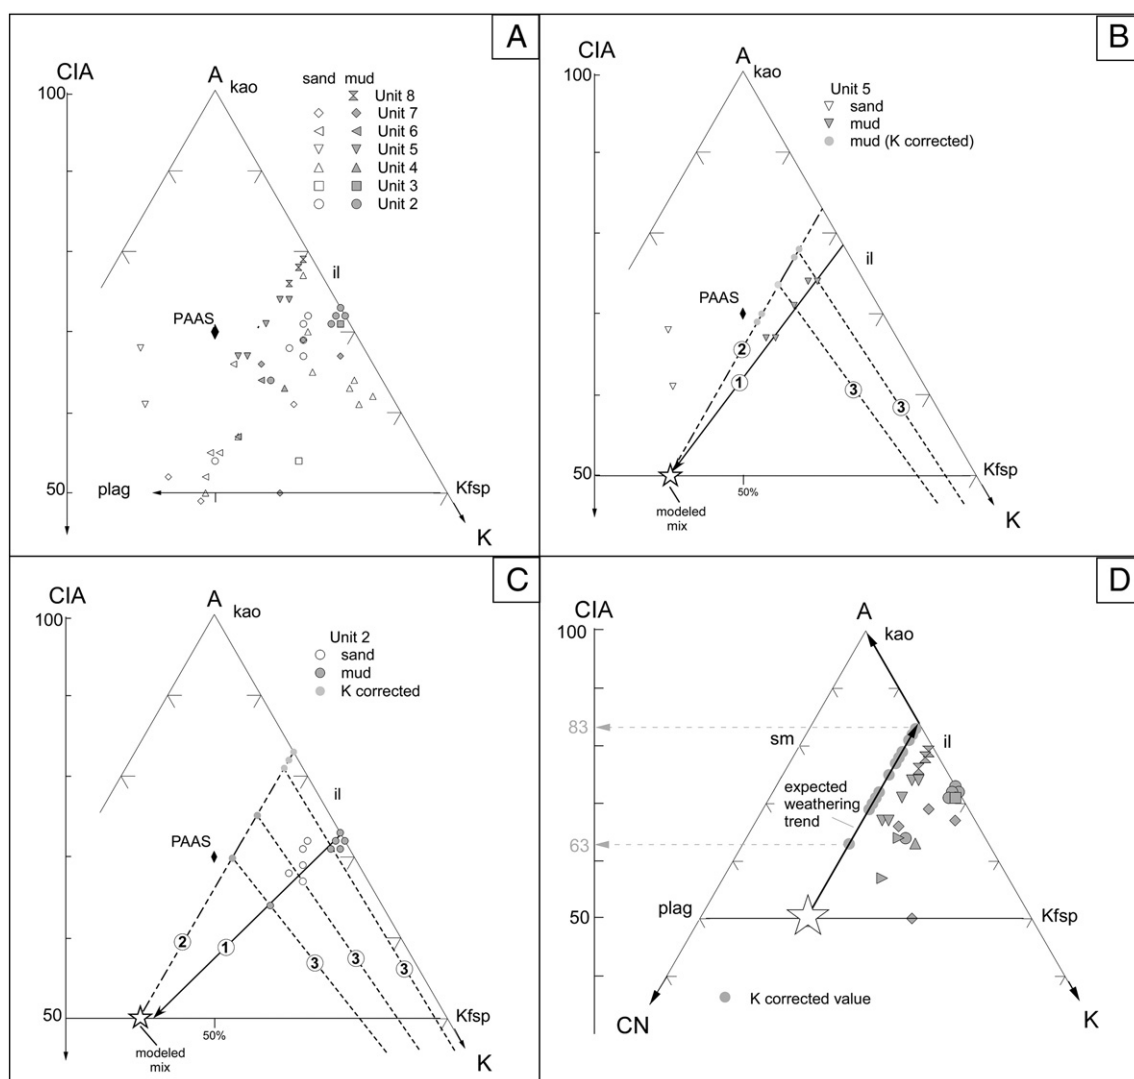 A
CIA
100
A
kao
sand mud
Unit 8
Unit 7
Unit 6
Unit 5
Unit 4
Unit 3
Unit 2
il
PAAS
50
plag
Kfsp
K
B
CIA
100
A
kao
Unit 5
sand
mud
mud (K corrected)
il
PAAS
2
1
3
3
50
50%
modeled
mix
Kfsp
K
C
CIA
100
A
kao
Unit 2
sand
mud
K corrected
il
PAAS
2
1
3
3
3
50
50%
modeled
mix
Kfsp
K
D
CIA
100
A
kao
83
sm
il
expected
weathering
trend
63
plag
50
Kfsp
K corrected value
CN
K